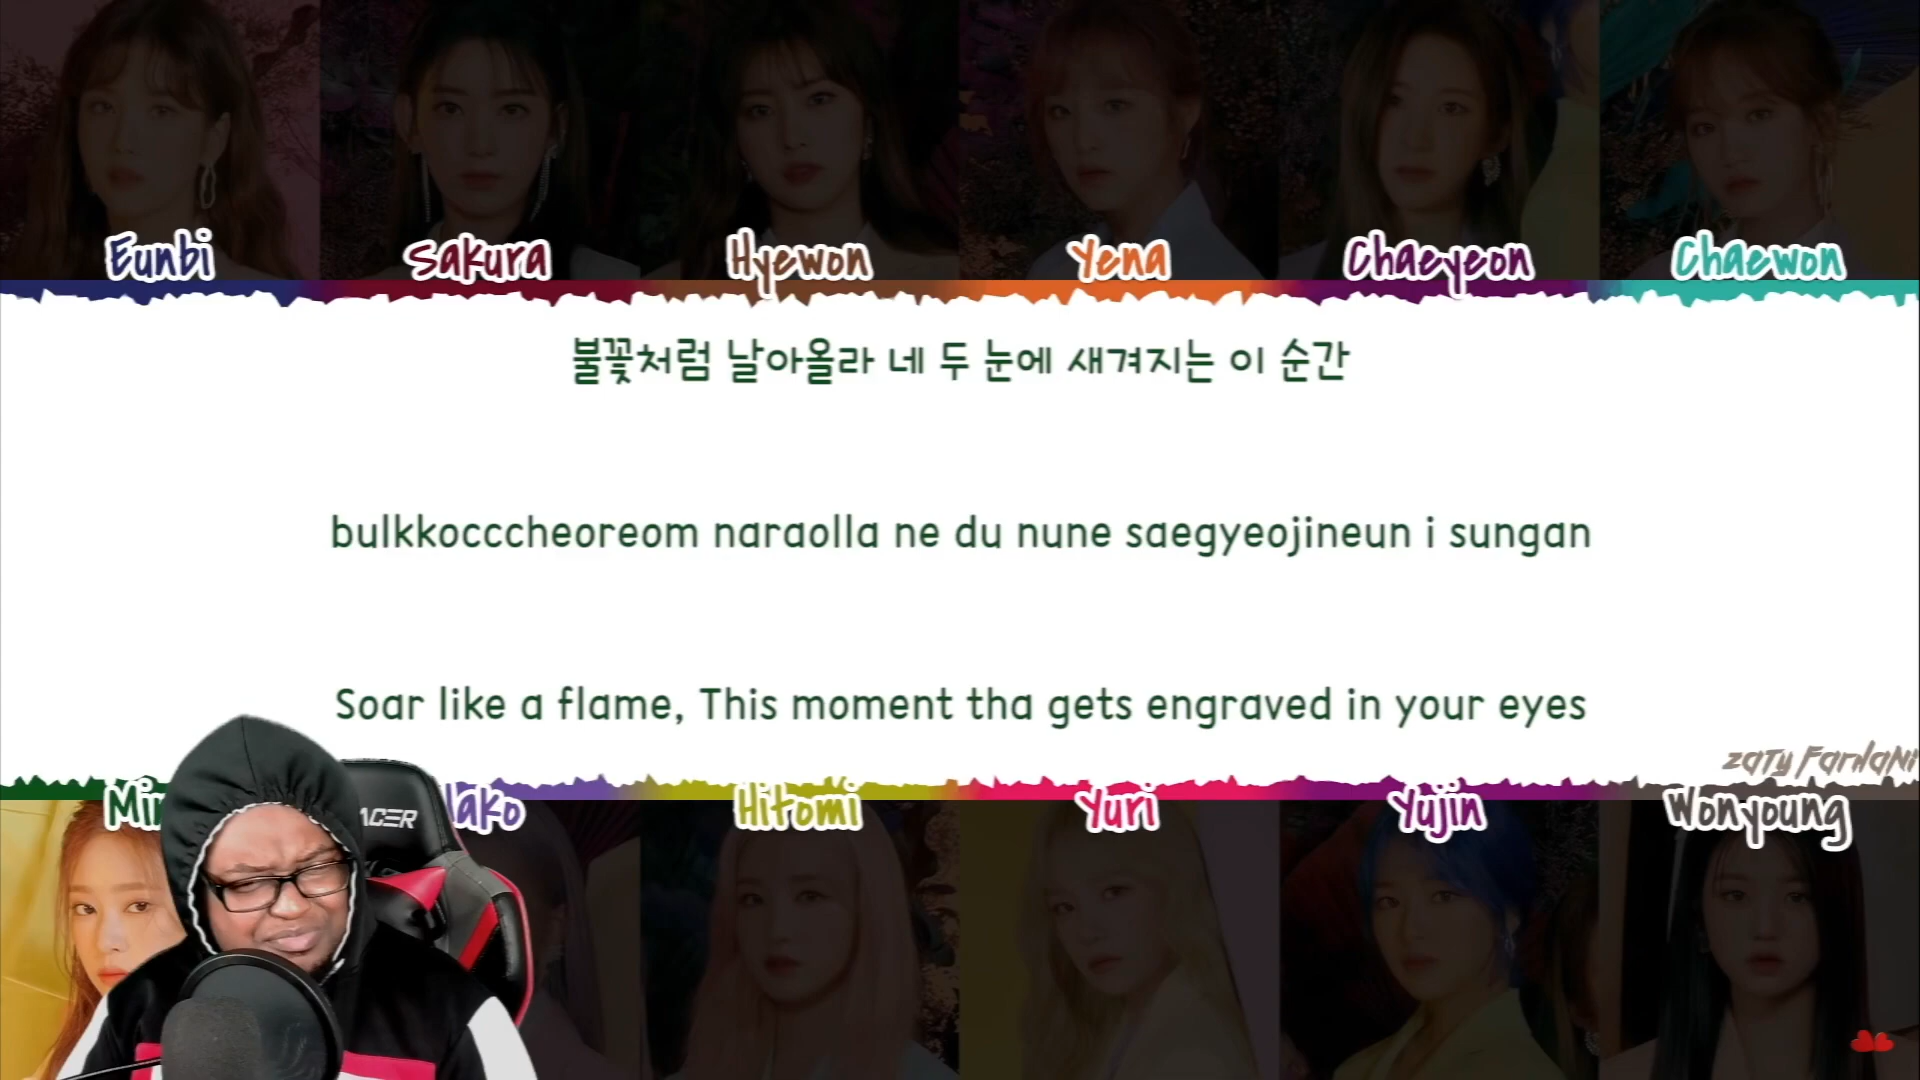 Eunbi Sakura Hyewon Yena Chaeyeon Chaewon
불꽃처럼 날아올라 네 두 눈에 새겨지는 이 순간
bulkkocccheoreom naraolla ne du nune saegyeojineun i sungan
Soar like a flame, This moment tha gets engraved in your eyes
Zaty Farhani
Hitomi Yuri Yujin Wonyoung